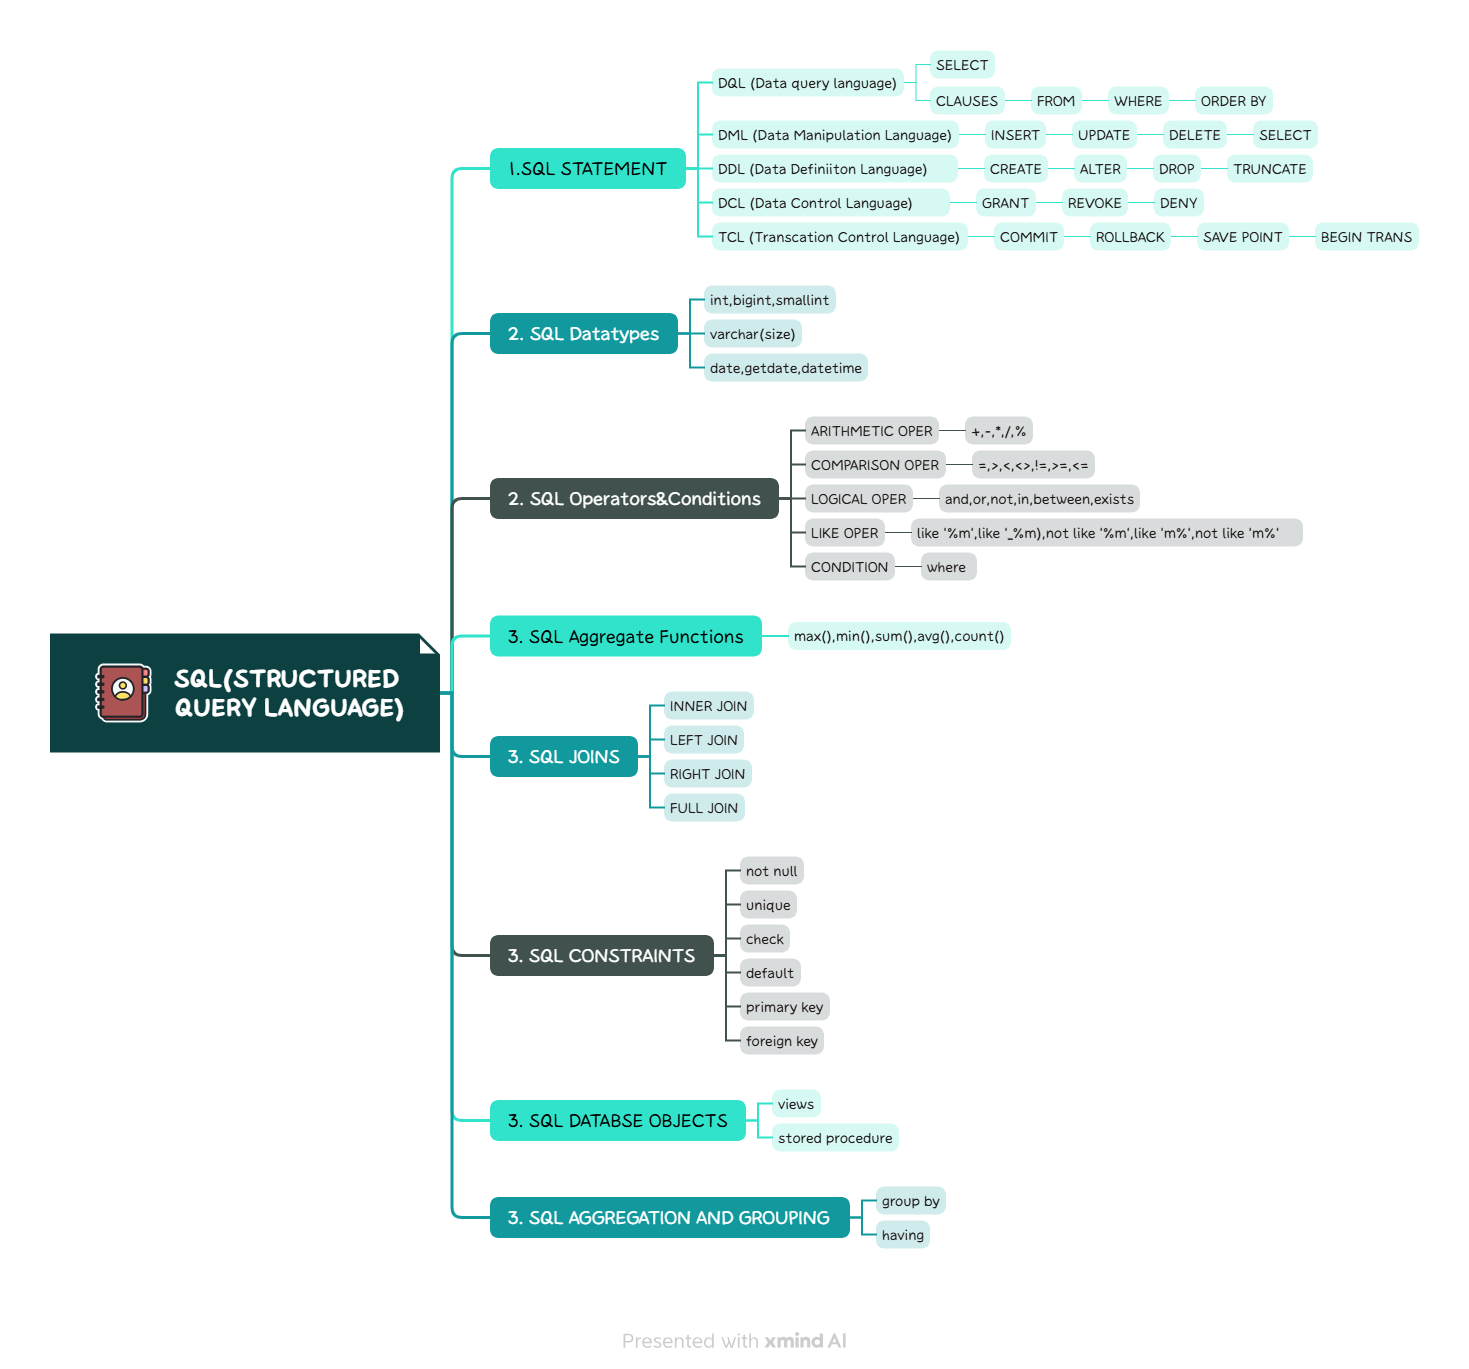 DQL (Data query language)
SELECT
CLAUSES
FROM
WHERE
ORDER BY
DML (Data Manipulation Language)
INSERT
UPDATE
DELETE
SELECT
1.SQL STATEMENT
DDL (Data Definiiton Language)
CREATE
ALTER
DROP
TRUNCATE
DCL (Data Control Language)
GRANT
REVOKE
DENY
TCL (Transcation Control Language)
COMMIT
ROLLBACK
SAVE POINT
BEGIN TRANS
2. SQL Datatypes
int,bigint,smallint
varchar(size)
date,getdate,datetime
2. SQL Operators&Conditions
ARITHMETIC OPER
+,-,*,/,%
COMPARISON OPER
=,>,<,<>,!=,>=,<=
LOGICAL OPER
and,or,not,in,between,exists
LIKE OPER
like '%m',like '_%m),not like '%m',like 'm%',not like 'm%'
CONDITION
where
3. SQL Aggregate Functions
max(),min(),sum(),avg(),count()
SQL(STRUCTURED
QUERY LANGUAGE)
3. SQL JOINS
INNER JOIN
LEFT JOIN
RIGHT JOIN
FULL JOIN
3. SQL CONSTRAINTS
not null
unique
check
default
primary key
foreign key
3. SQL DATABSE OBJECTS
views
stored procedure
3. SQL AGGREGATION AND GROUPING
group by
having
Presented with xmind AI